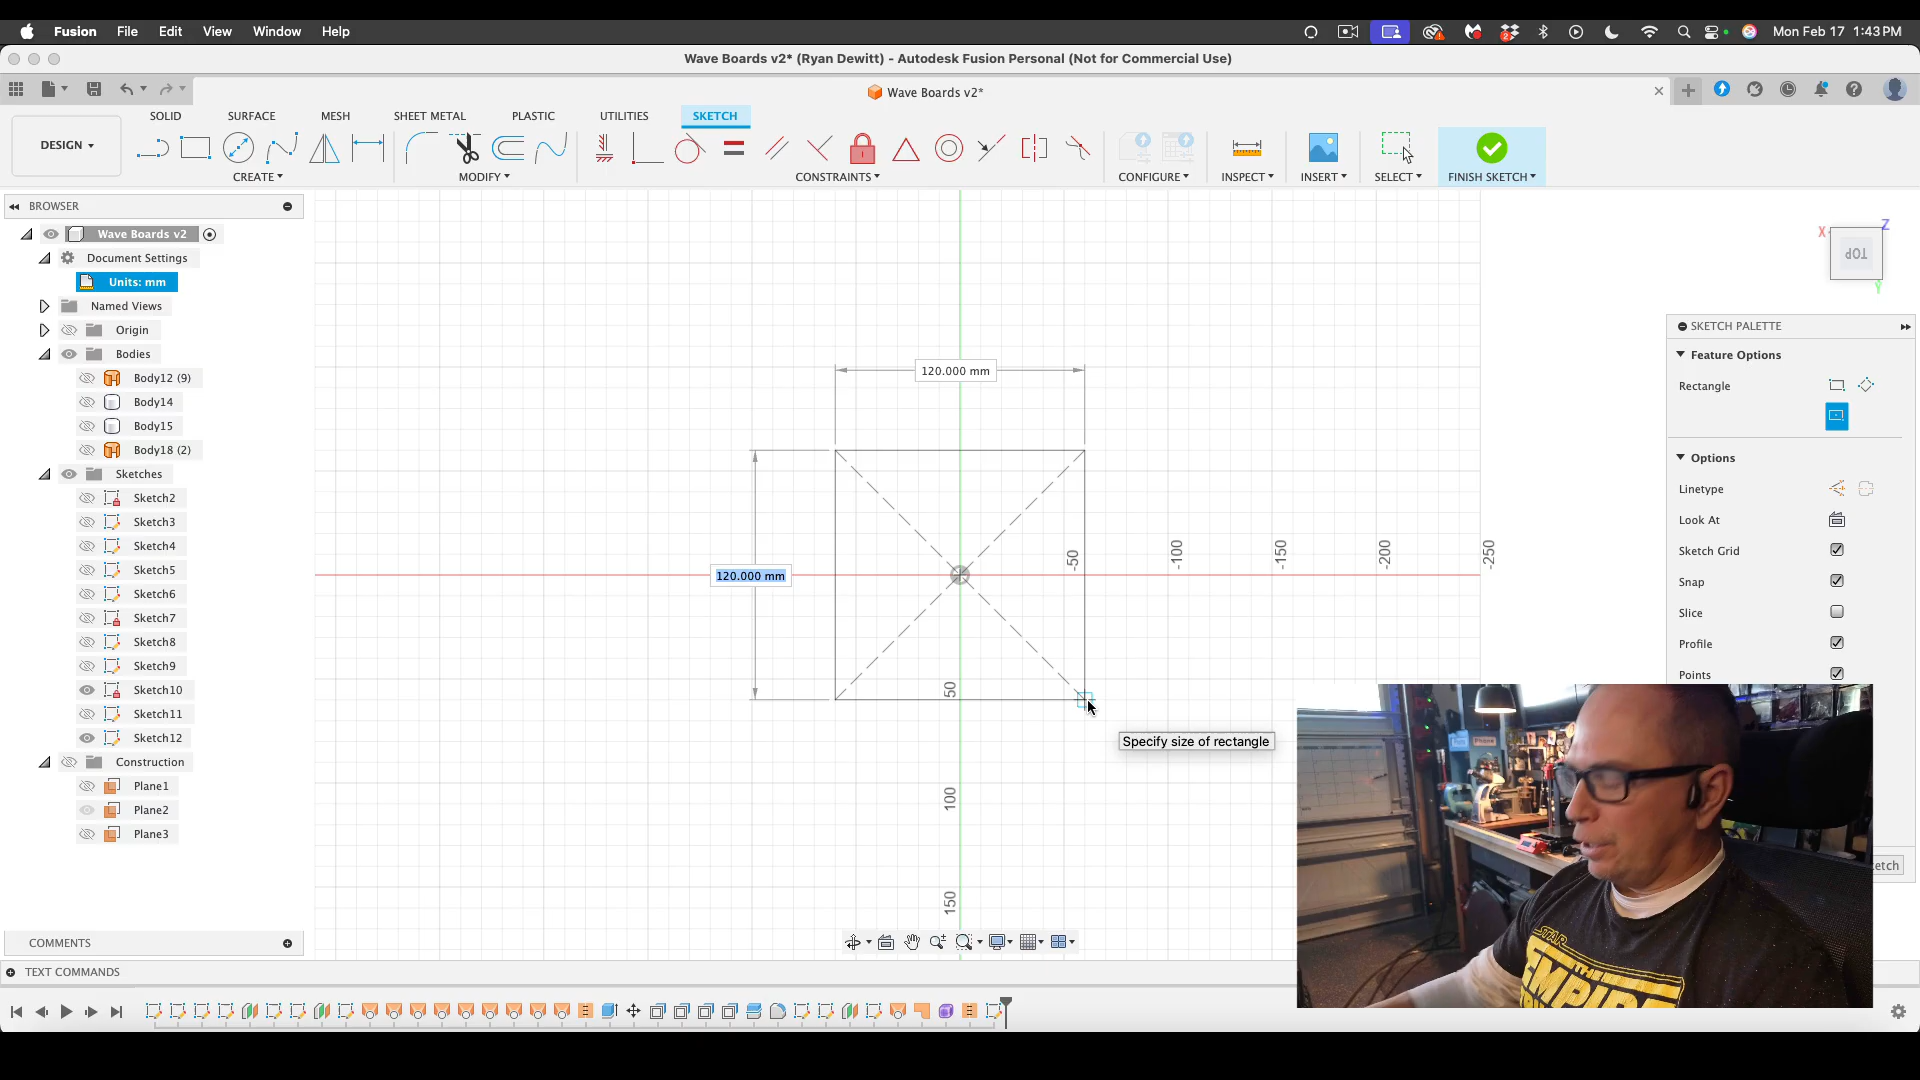 Fusion File Edit View Window Help
Mon Feb 17 1:43 PM
Wave Boards v2* (Ryan Dewitt) - Autodesk Fusion Personal (Not for Commercial Use)
Wave Boards v2*
DESIGN
SOLID SURFACE MESH SHEET METAL PLASTIC UTILITIES SKETCH
CREATE MODIFY CONSTRAINTS CONFIGURE INSPECT INSERT SELECT FINISH SKETCH
BROWSER
Wave Boards v2
Document Settings
Units: mm
Named Views
Origin
Bodies
Body12 (9)
Body14
Body15
Body18 (2)
Sketches
Sketch2
Sketch3
Sketch4
Sketch5
Sketch6
Sketch7
Sketch8
Sketch9
Sketch10
Sketch11
Sketch12
Construction
Plane1
Plane2
Plane3
COMMENTS
TEXT COMMANDS
120.000 mm
120.000 mm
-50
-100
-150
-200
-250
50
100
150
Specify size of rectangle
X
Z
TOP
Y
SKETCH PALETTE
Feature Options
Rectangle
Options
Linetype
Look At
Sketch Grid
Snap
Slice
Profile
Points
etch
STAR
THE
EMPIR